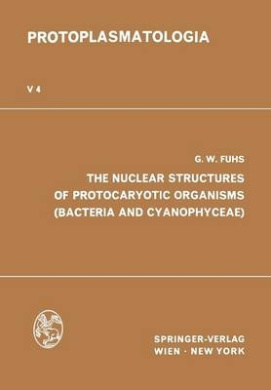 PROTOPLASMATOLOGIA
V 4
G. W. FUHS
THE NUCLEAR STRUCTURES
OF PROTOCARYOTIC ORGANISMS
(BACTERIA AND CYANOPHYCEAE)
SPRINGER-VERLAG
WIEN · NEW YORK